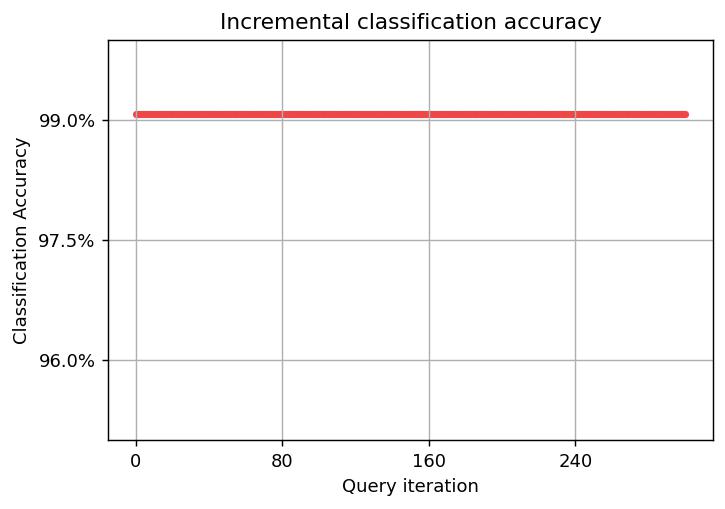 Incremental classification accuracy
Classification Accuracy
99.0%
97.5%
96.0%
0 80 160 240
Query iteration